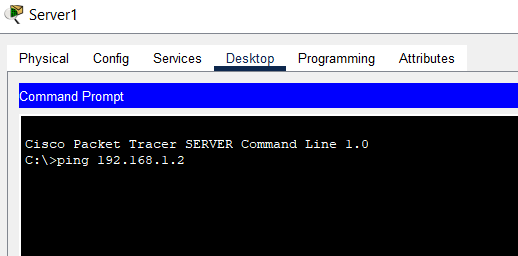 Server1
Physical Config Services Desktop Programming Attributes
Command Prompt
Cisco Packet Tracer SERVER Command Line 1.0
C:\>ping 192.168.1.2